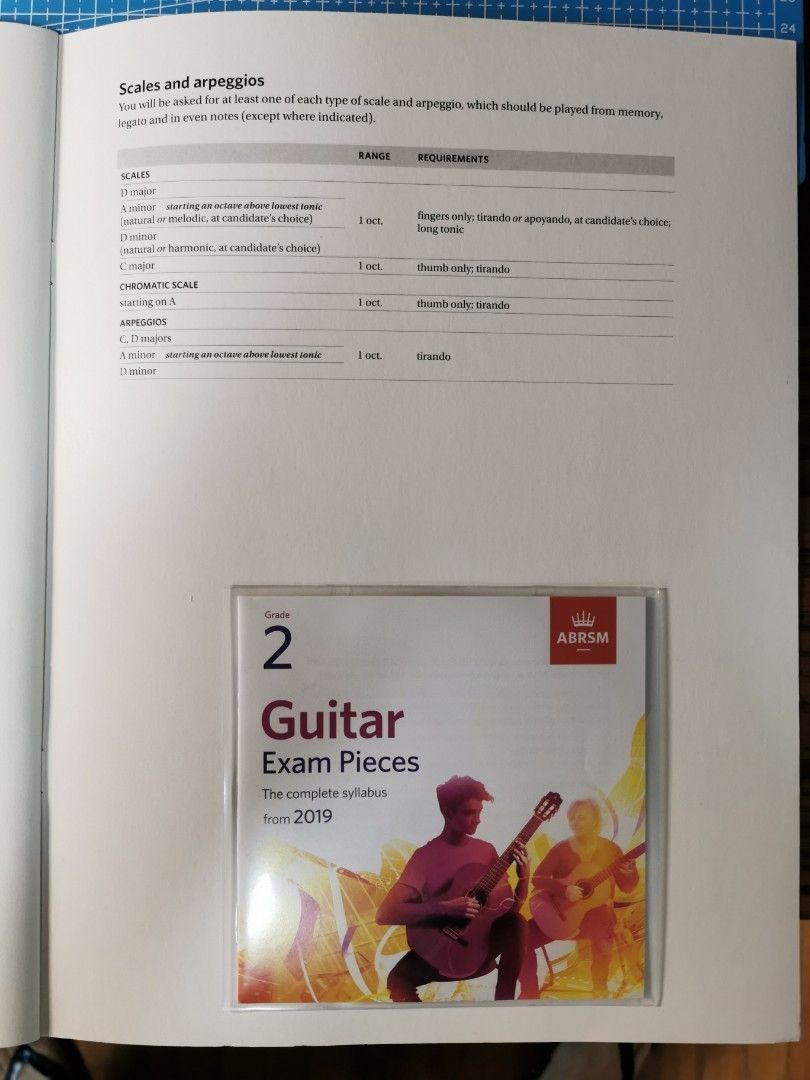 24
Scales and arpeggios
You will be asked for at least one of each type of scale and arpeggio, which should be played from memory,
legato and in even notes (except where indicated).
RANGE REQUIREMENTS
SCALES
D major
A minor starting an octave above lowest tonic
(natural or melodic, at candidate's choice)
1 oct.
fingers only; tirando or apoyando, at candidate's choice;
long tonic
D minor
(natural or harmonic, at candidate's choice)
C major 1 oct. thumb only; tirando
CHROMATIC SCALE
starting on A 1 oct. thumb only; tirando
ARPEGGIOS
C, D majors
A minor starting an octave above lowest tonic 1 oct. tirando
D minor
Grade
2
ABRSM
Guitar
Exam Pieces
The complete syllabus
from 2019